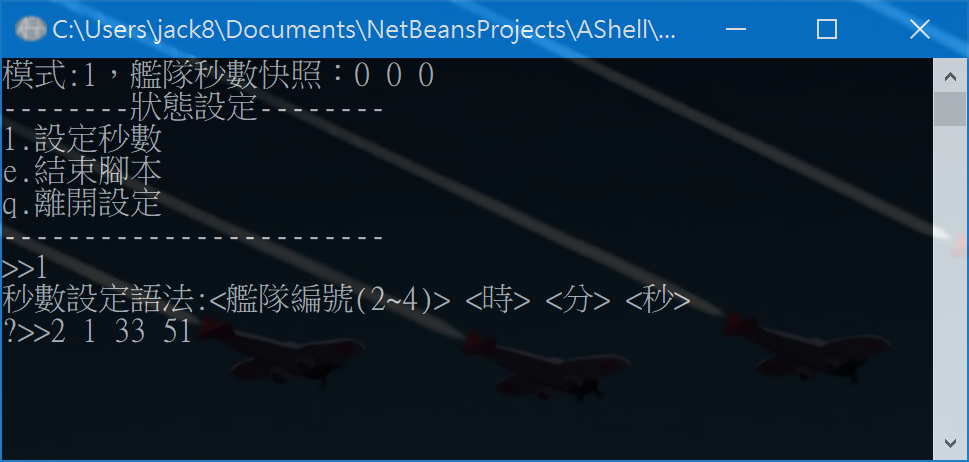 C:\Users\jack8\Documents\NetBeansProjects\AShell\...
模式:1，艦隊秒數快照：0 0 0
--------狀態設定--------
1.設定秒數
e.結束腳本
q.離開設定
------------------------
>>1
秒數設定語法:<艦隊編號(2~4)> <時> <分> <秒>
?>>2 1 33 51